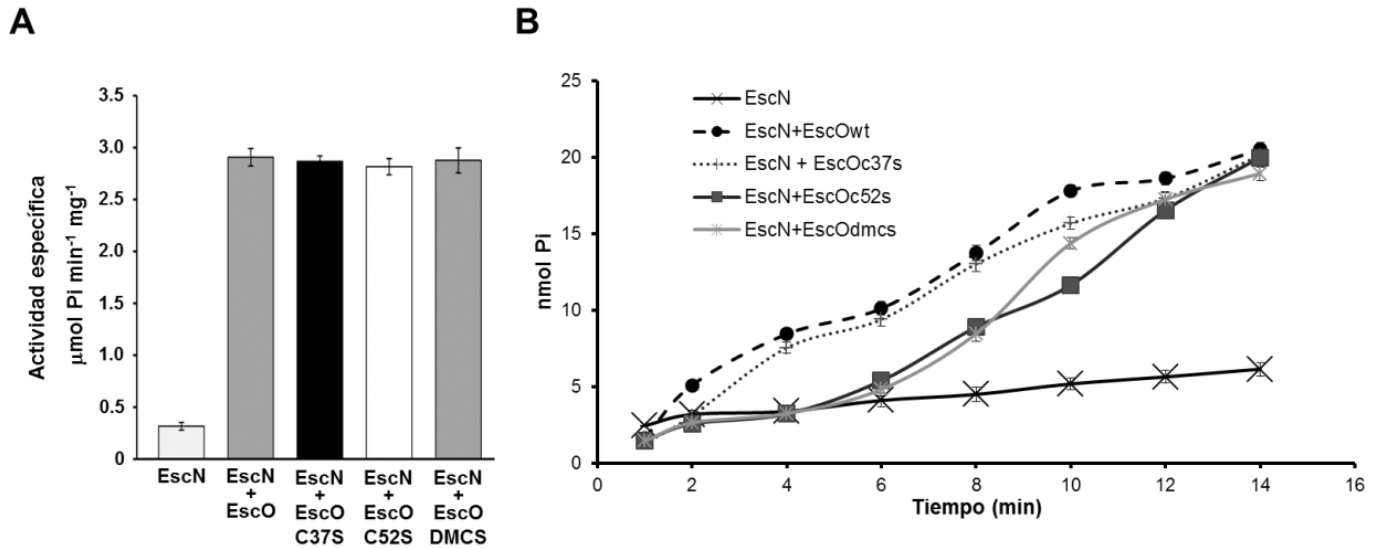 A
Actividad específica
µmol Pi min-1 mg-1
3.5
3.0
2.5
2.0
1.5
1.0
0.5
0
EscN
EscN
+
EscO
EscN
+
EscO
C37S
EscN
+
EscO
C52S
EscN
+
EscO
DMCS
B
nmol Pi
25
20
15
10
5
0
EscN
EscN+EscOwt
EscN + EscOc37s
EscN+EscOc52s
EscN+EscOdmcs
0 2 4 6 8 10 12 14 16
Tiempo (min)